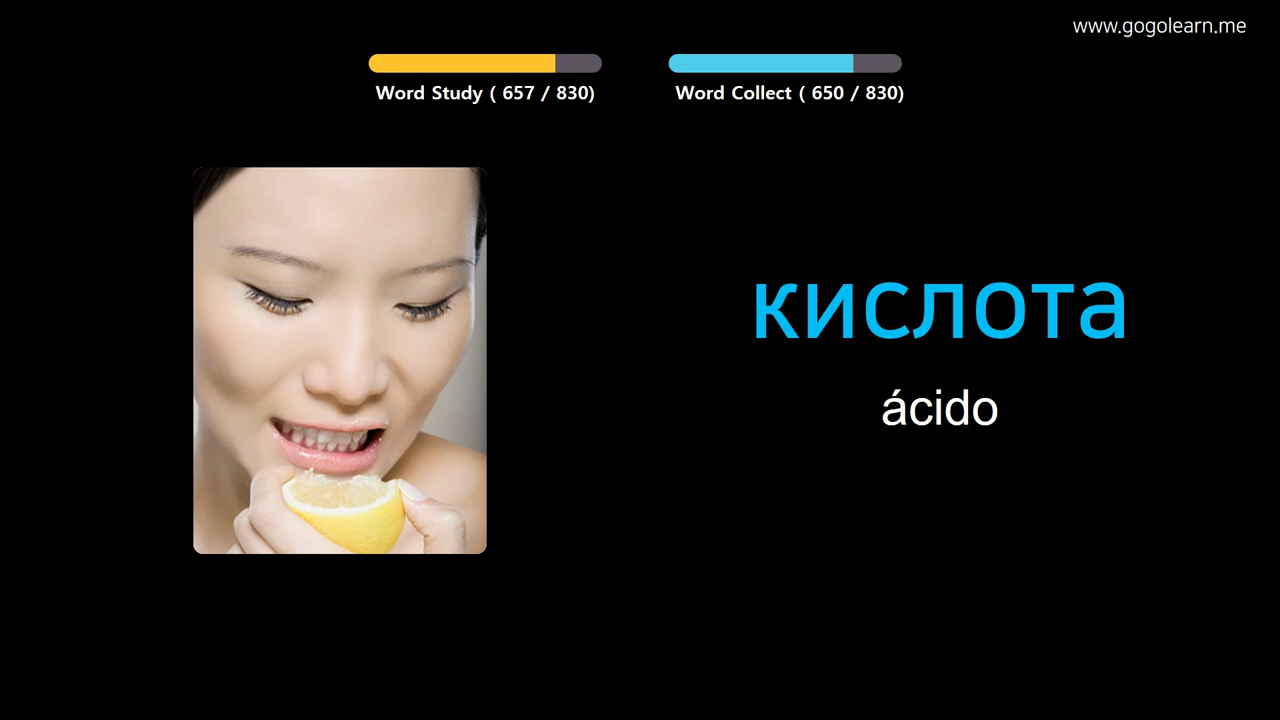 www.gogolearn.me
Word Study ( 657 / 830)
Word Collect ( 650 / 830)
кислота
ácido